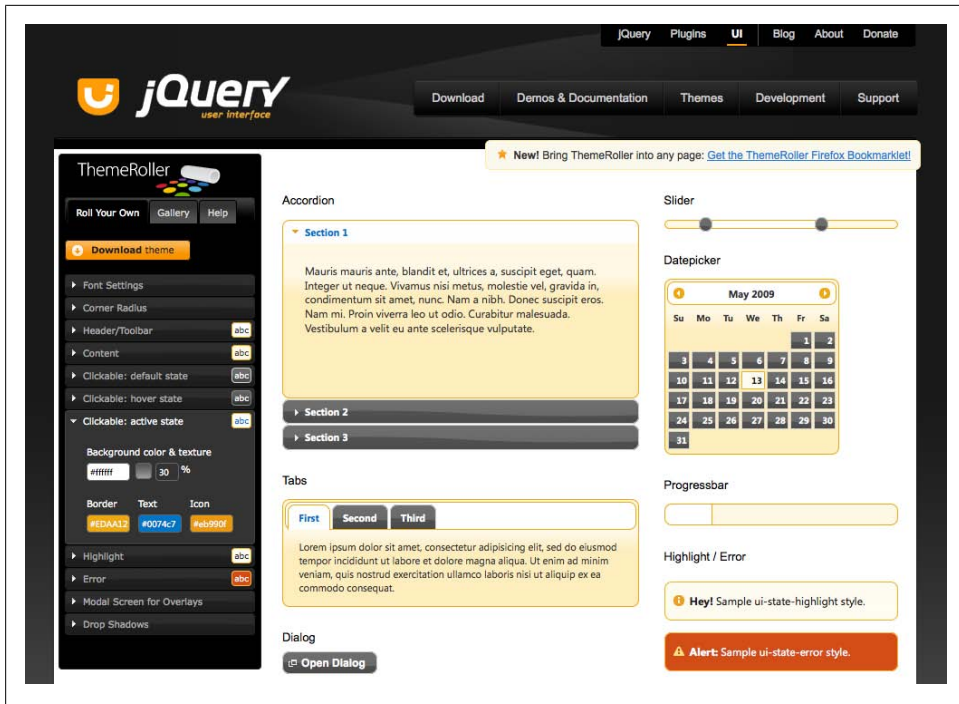 jQuery Plugins UI Blog About Donate
jQuery
user interface
Download Demos & Documentation Themes Development Support
New! Bring ThemeRoller into any page: Get the ThemeRoller Firefox Bookmarklet!
ThemeRoller
Roll Your Own Gallery Help
Download theme
Font Settings
Corner Radius
Header/Toolbar abc
Content abc
Clickable: default state abc
Clickable: hover state abc
Clickable: active state abc
Background color & texture
#ffffff 30 %
Border Text Icon
#EDAA12 #0074c7 #eb990f
Highlight abc
Error abc
Modal Screen for Overlays
Drop Shadows
Accordion
Section 1
Mauris mauris ante, blandit et, ultrices a, suscipit eget, quam.
Integer ut neque. Vivamus nisi metus, molestie vel, gravida in,
condimentum sit amet, nunc. Nam a nibh. Donec suscipit eros.
Nam mi. Proin viverra leo ut odio. Curabitur malesuada.
Vestibulum a velit eu ante scelerisque vulputate.
Section 2
Section 3
Tabs
First Second Third
Lorem ipsum dolor sit amet, consectetur adipisicing elit, sed do eiusmod
tempor incididunt ut labore et dolore magna aliqua. Ut enim ad minim
veniam, quis nostrud exercitation ullamco laboris nisi ut aliquip ex ea
commodo consequat.
Dialog
Open Dialog
Slider
Datepicker
May 2009
Su Mo Tu We Th Fr Sa
1 2
3 4 5 6 7 8 9
10 11 12 13 14 15 16
17 18 19 20 21 22 23
24 25 26 27 28 29 30
31
Progressbar
Highlight / Error
Hey! Sample ui-state-highlight style.
Alert: Sample ui-state-error style.